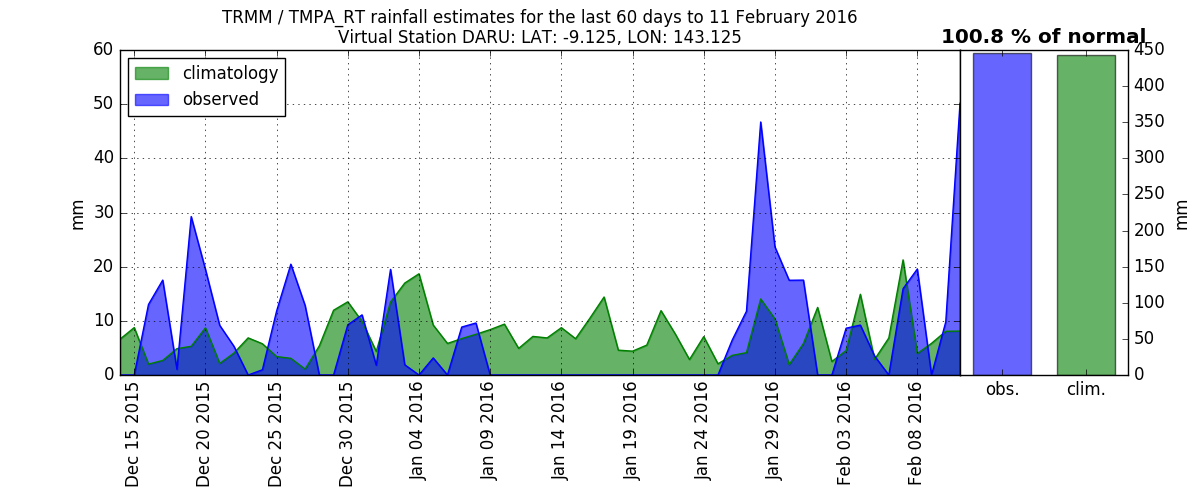 TRMM / TMPA_RT rainfall estimates for the last 60 days to 11 February 2016
Virtual Station DARU: LAT: -9.125, LON: 143.125
100.8 % of normal
climatology
observed
60
50
40
30
20
10
0
mm
450
400
350
300
250
200
150
100
50
0
mm
obs.
clim.
Dec 15 2015
Dec 20 2015
Dec 25 2015
Dec 30 2015
Jan 04 2016
Jan 09 2016
Jan 14 2016
Jan 19 2016
Jan 24 2016
Jan 29 2016
Feb 03 2016
Feb 08 2016